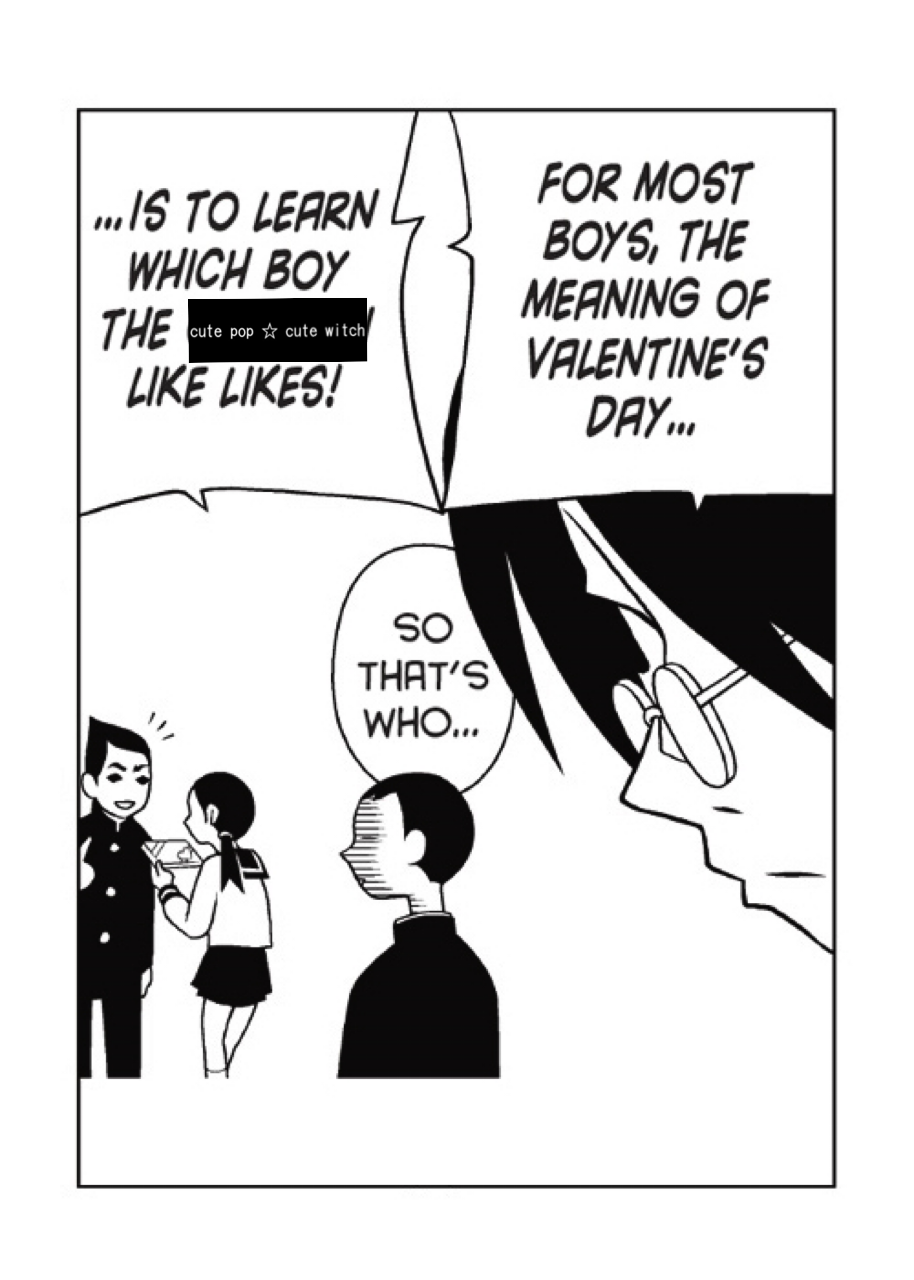 FOR MOST
BOYS, THE
MEANING OF
VALENTINE'S
DAY...
...IS TO LEARN
WHICH BOY
THE cute pop ☆ cute witch
LIKE LIKES!
SO
THAT'S
WHO...